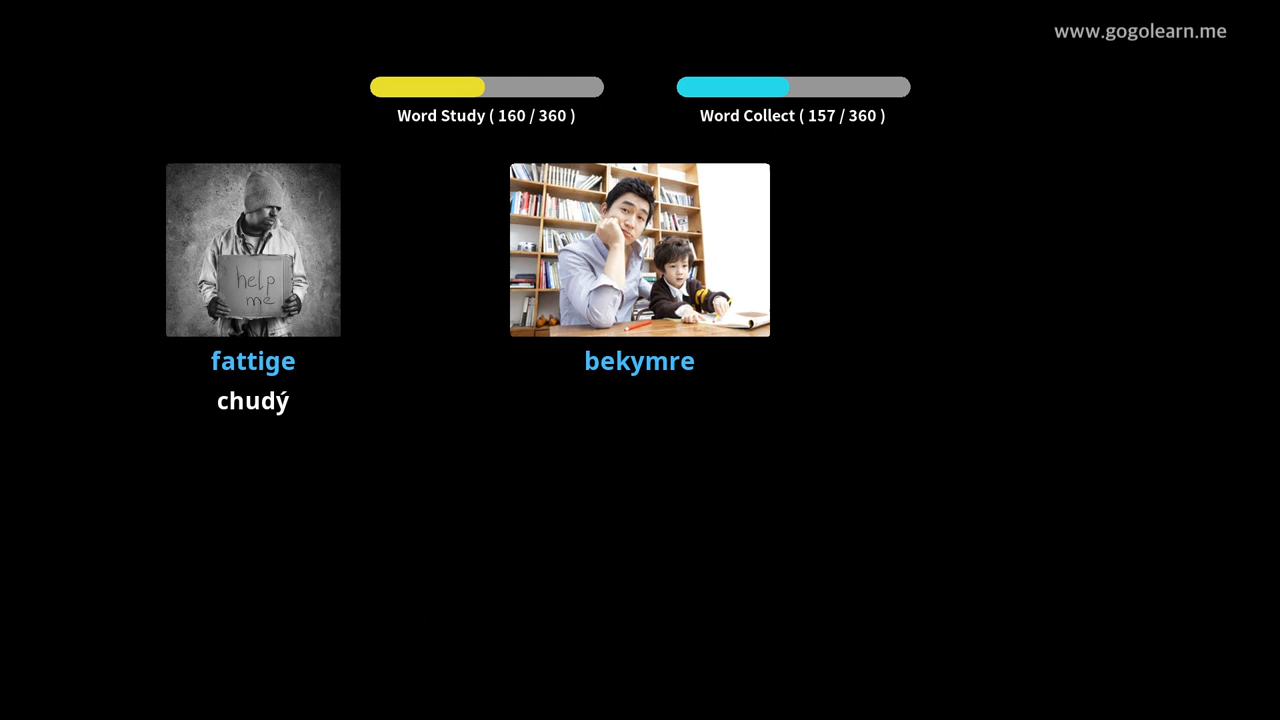 www.gogolearn.me
Word Study ( 160 / 360 )
Word Collect ( 157 / 360 )
help
me
fattige
bekymre
chudý